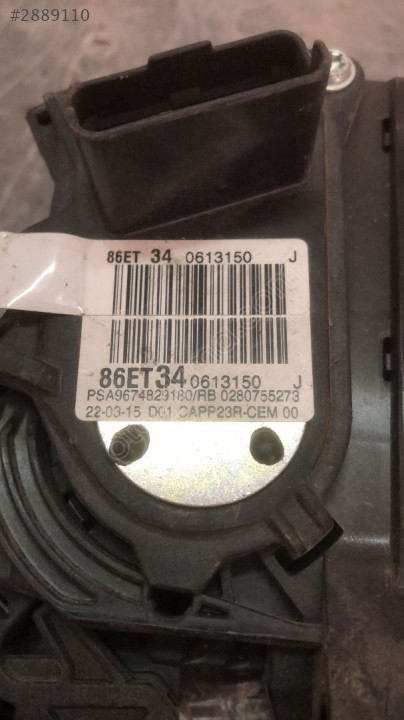 #2889110
86ET 34 0613150 J
86ET34 0613150 J
PSA9674829180/RB 0280755273
22-03-15 D01 CAPP23R-CEM 00